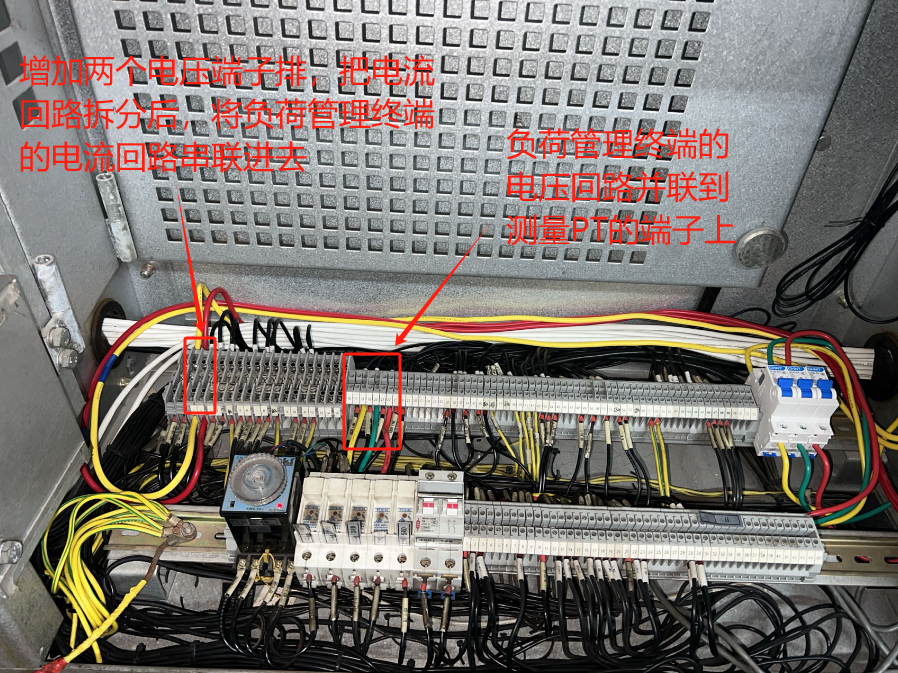 增加两个电压端子排，把电流
回路拆分后，将负荷管理终端
的电流回路串联进去
负荷管理终端的
电压回路并联到
测量PT的端子上